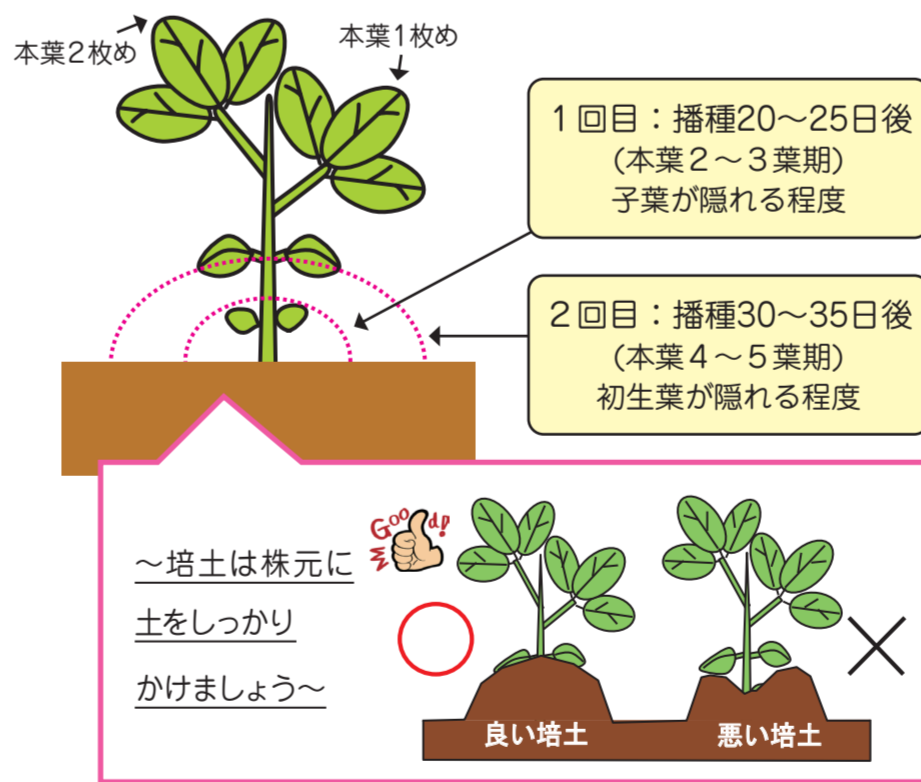 本葉2枚め
本葉1枚め
1回目：播種20～25日後
(本葉2～3葉期)
子葉が隠れる程度
2回目：播種30～35日後
(本葉4～5葉期)
初生葉が隠れる程度
～培土は株元に
土をしっかり
かけましょう～
Good!
良い培土
悪い培土